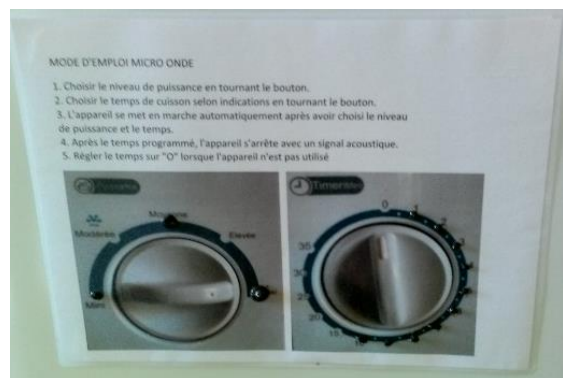 MODE D'EMPLOI MICRO ONDE
1. Choisir le niveau de puissance en tournant le bouton.
2. Choisir le temps de cuisson selon indications en tournant le bouton.
3. L'appareil se met en marche automatiquement après avoir choisi le niveau
de puissance et le temps.
4. Après le temps programmé, l'appareil s'arrête avec un signal acoustique.
5. Régler le temps sur "O" lorsque l'appareil n'est pas utilisé
Puissance
Timer
Moyenne
Modérée
Elevée
Mini
0
1
2
3
35
30
25
20
15